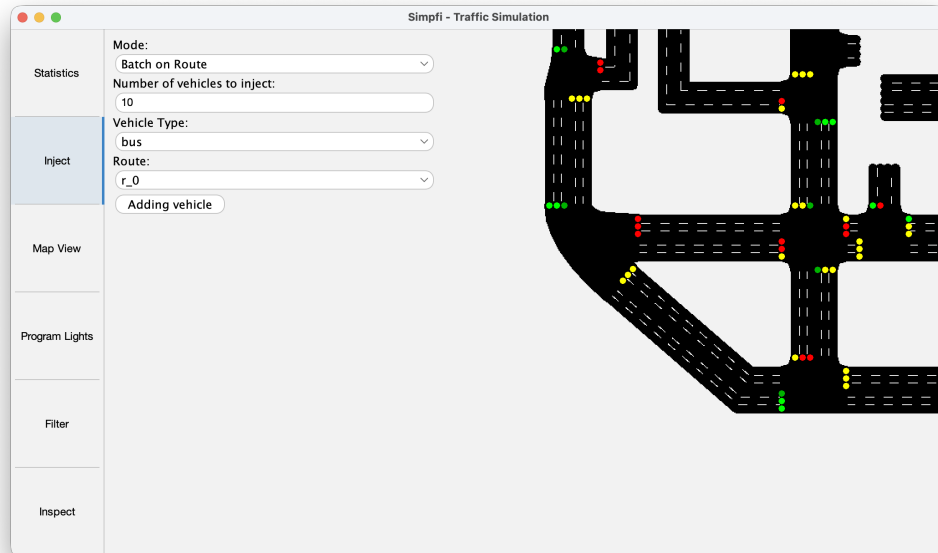 Simpfi - Traffic Simulation
Statistics
Inject
Map View
Program Lights
Filter
Inspect
Mode:
Batch on Route
Number of vehicles to inject:
10
Vehicle Type:
bus
Route:
r_0
Adding vehicle